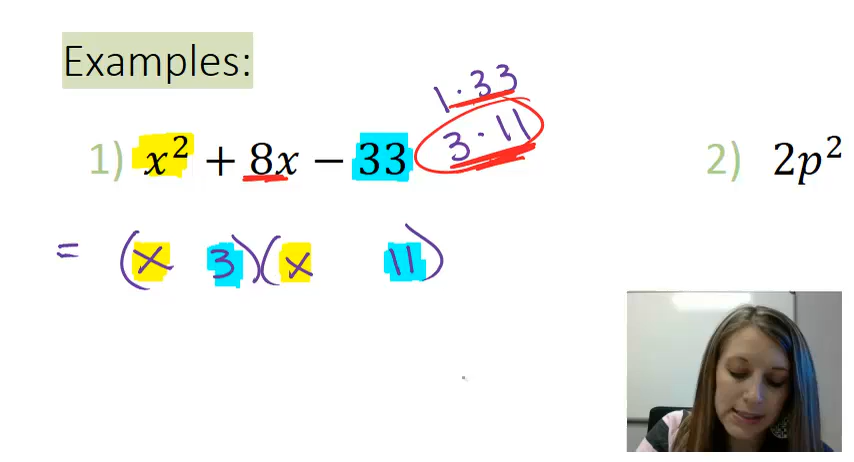 Examples:
1 · 33
3 · 11
1) x² + 8x − 33
2) 2p²
= (x 3)(x 11)